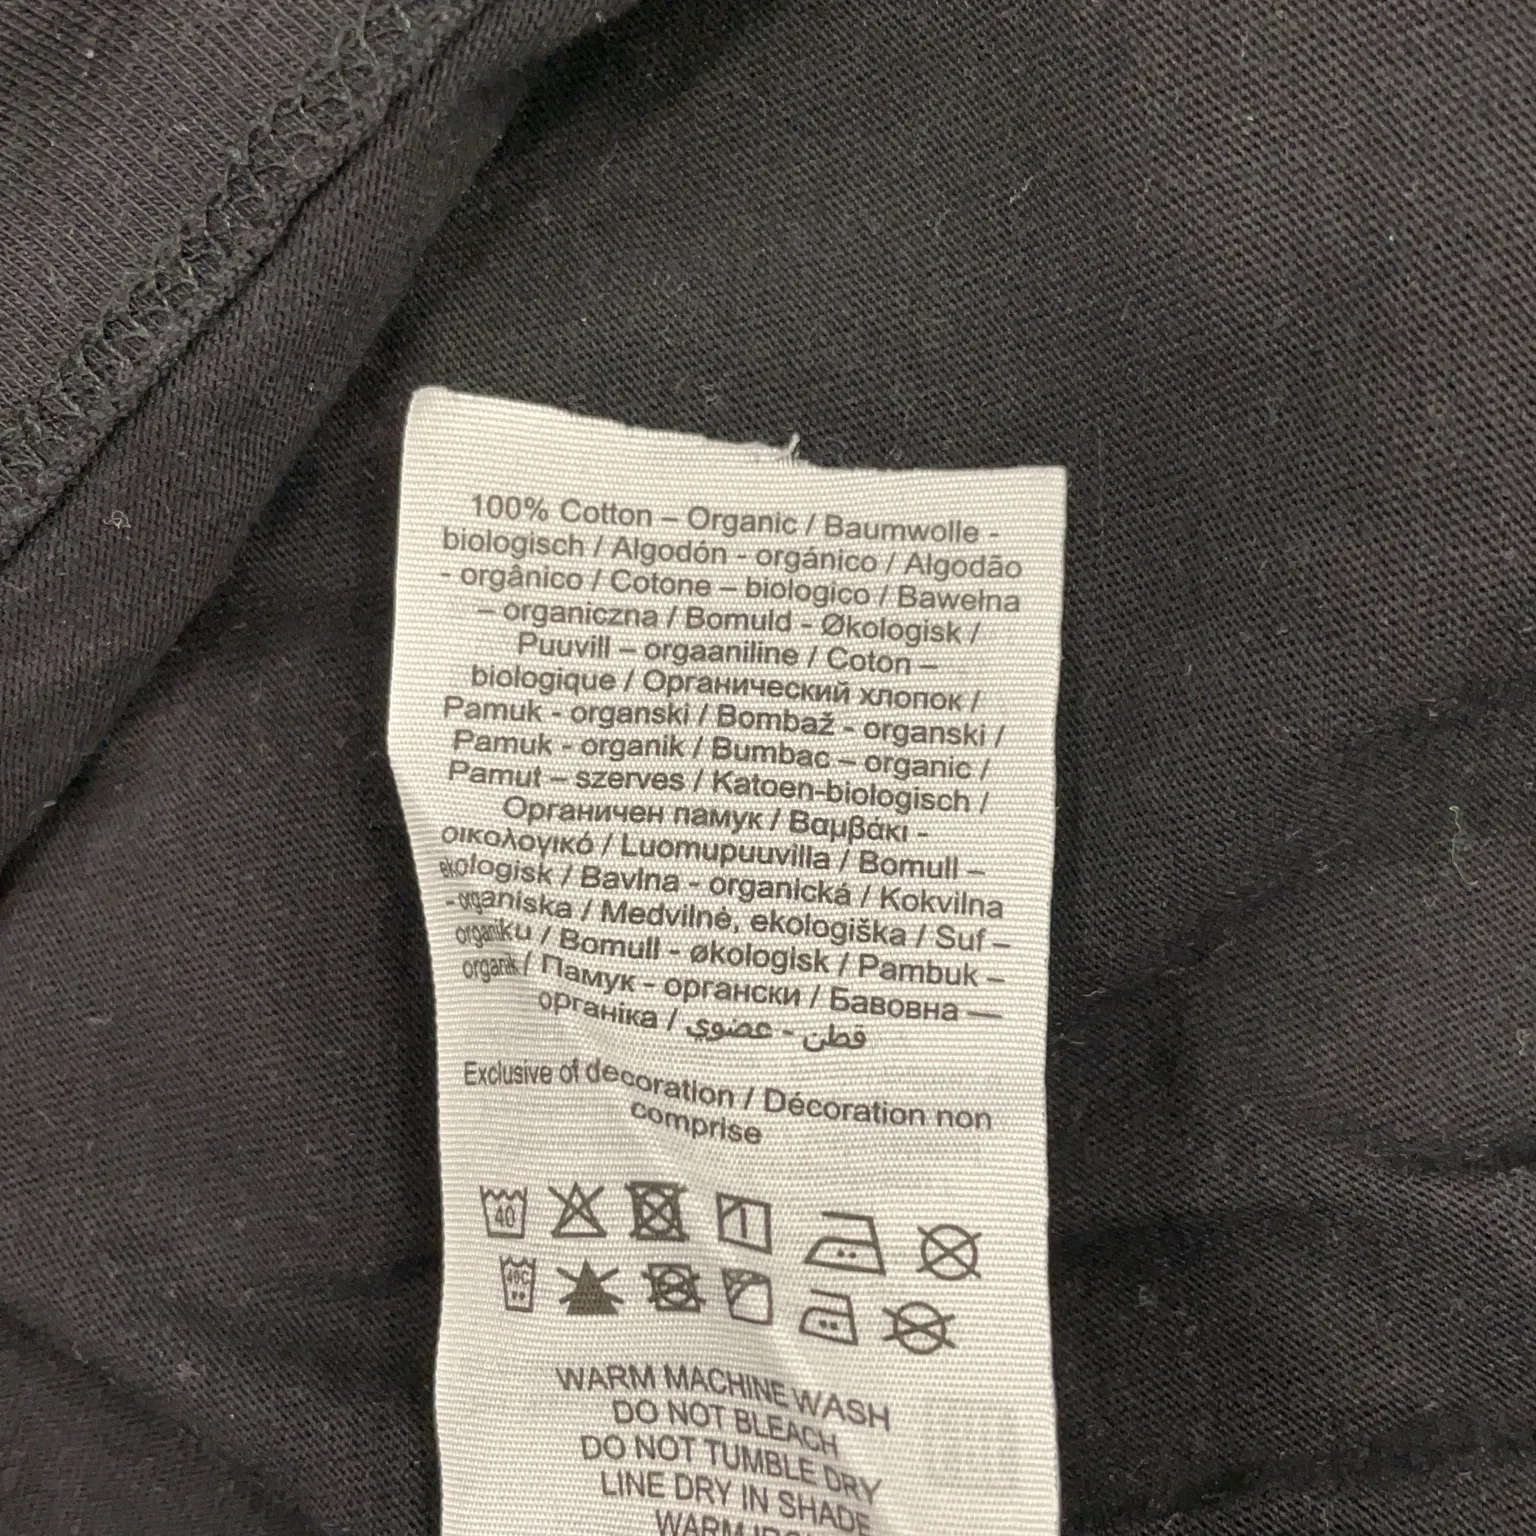 100% Cotton – Organic / Baumwolle -
biologisch / Algodón - orgánico / Algodão
- orgânico / Cotone – biologico / Bawełna
– organiczna / Bomuld - Økologisk /
Puuvill – orgaaniline / Coton –
biologique / Органический хлопок /
Pamuk - organski / Bombaž - organski /
Pamuk - organik / Bumbac – organic /
Pamut – szerves / Katoen-biologisch /
Органичен памук / Βαμβάκι -
οικολογικό / Luomupuuvilla / Bomull –
ekologisk / Bavlna - organická / Kokvilna
- organiska / Medvilnė, ekologiška / Suf –
organiku / Bomull - økologisk / Pambuk –
organik / Памук - органски / Бавовна —
органіка / قطن - عضوي
Exclusive of decoration / Décoration non
comprise
40
40C
WARM MACHINE WASH
DO NOT BLEACH
DO NOT TUMBLE DRY
LINE DRY IN SHADE
WARM